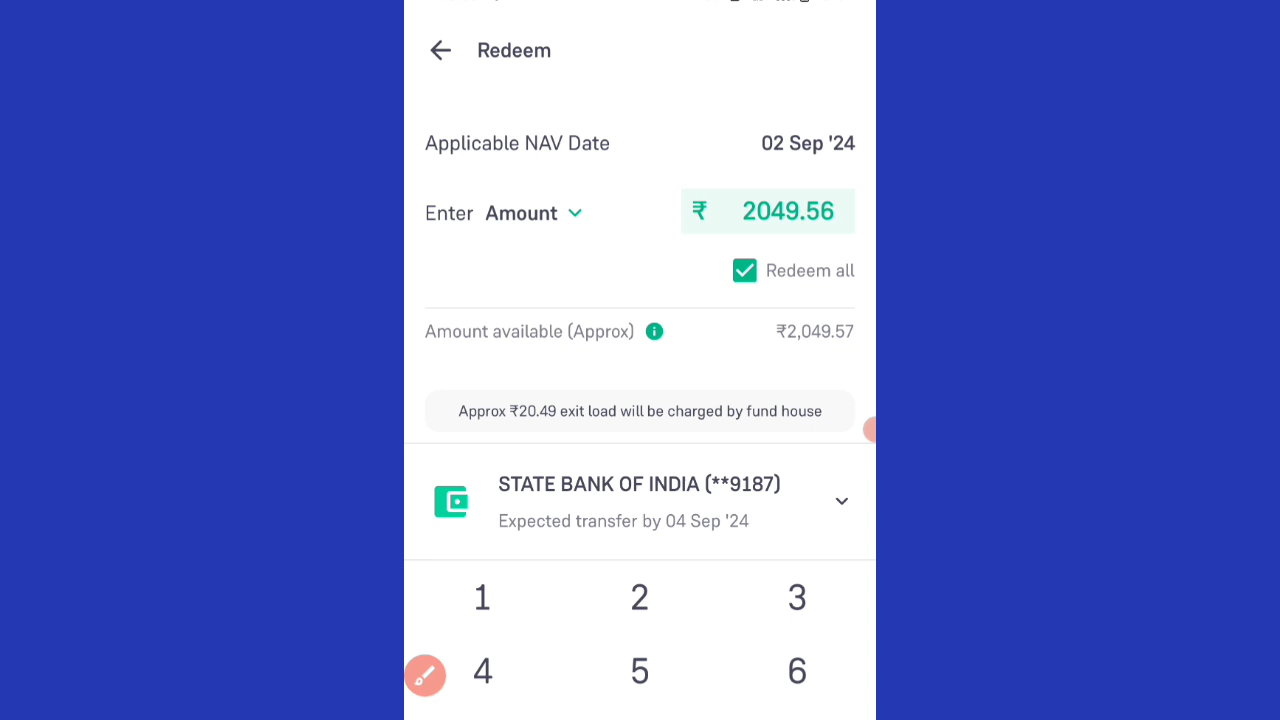 Redeem
Applicable NAV Date 02 Sep '24
Enter Amount ₹ 2049.56
Redeem all
Amount available (Approx) i ₹2,049.57
Approx ₹20.49 exit load will be charged by fund house
STATE BANK OF INDIA (**9187)
Expected transfer by 04 Sep '24
1 2 3
4 5 6